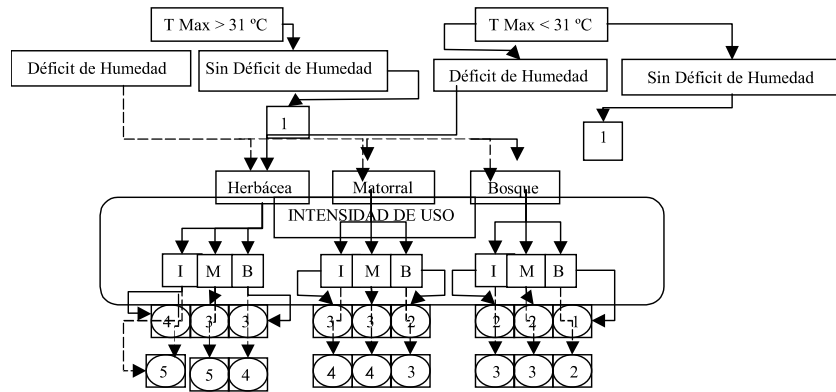 T Max > 31 ºC
T Max < 31 ºC
Déficit de Humedad
Sin Déficit de Humedad
Déficit de Humedad
Sin Déficit de Humedad
1
1
Herbácea
Matorral
Bosque
INTENSIDAD DE USO
I M B I M B I M B
4 3 3 3 3 2 2 2 1
5 5 4 4 4 3 3 3 2